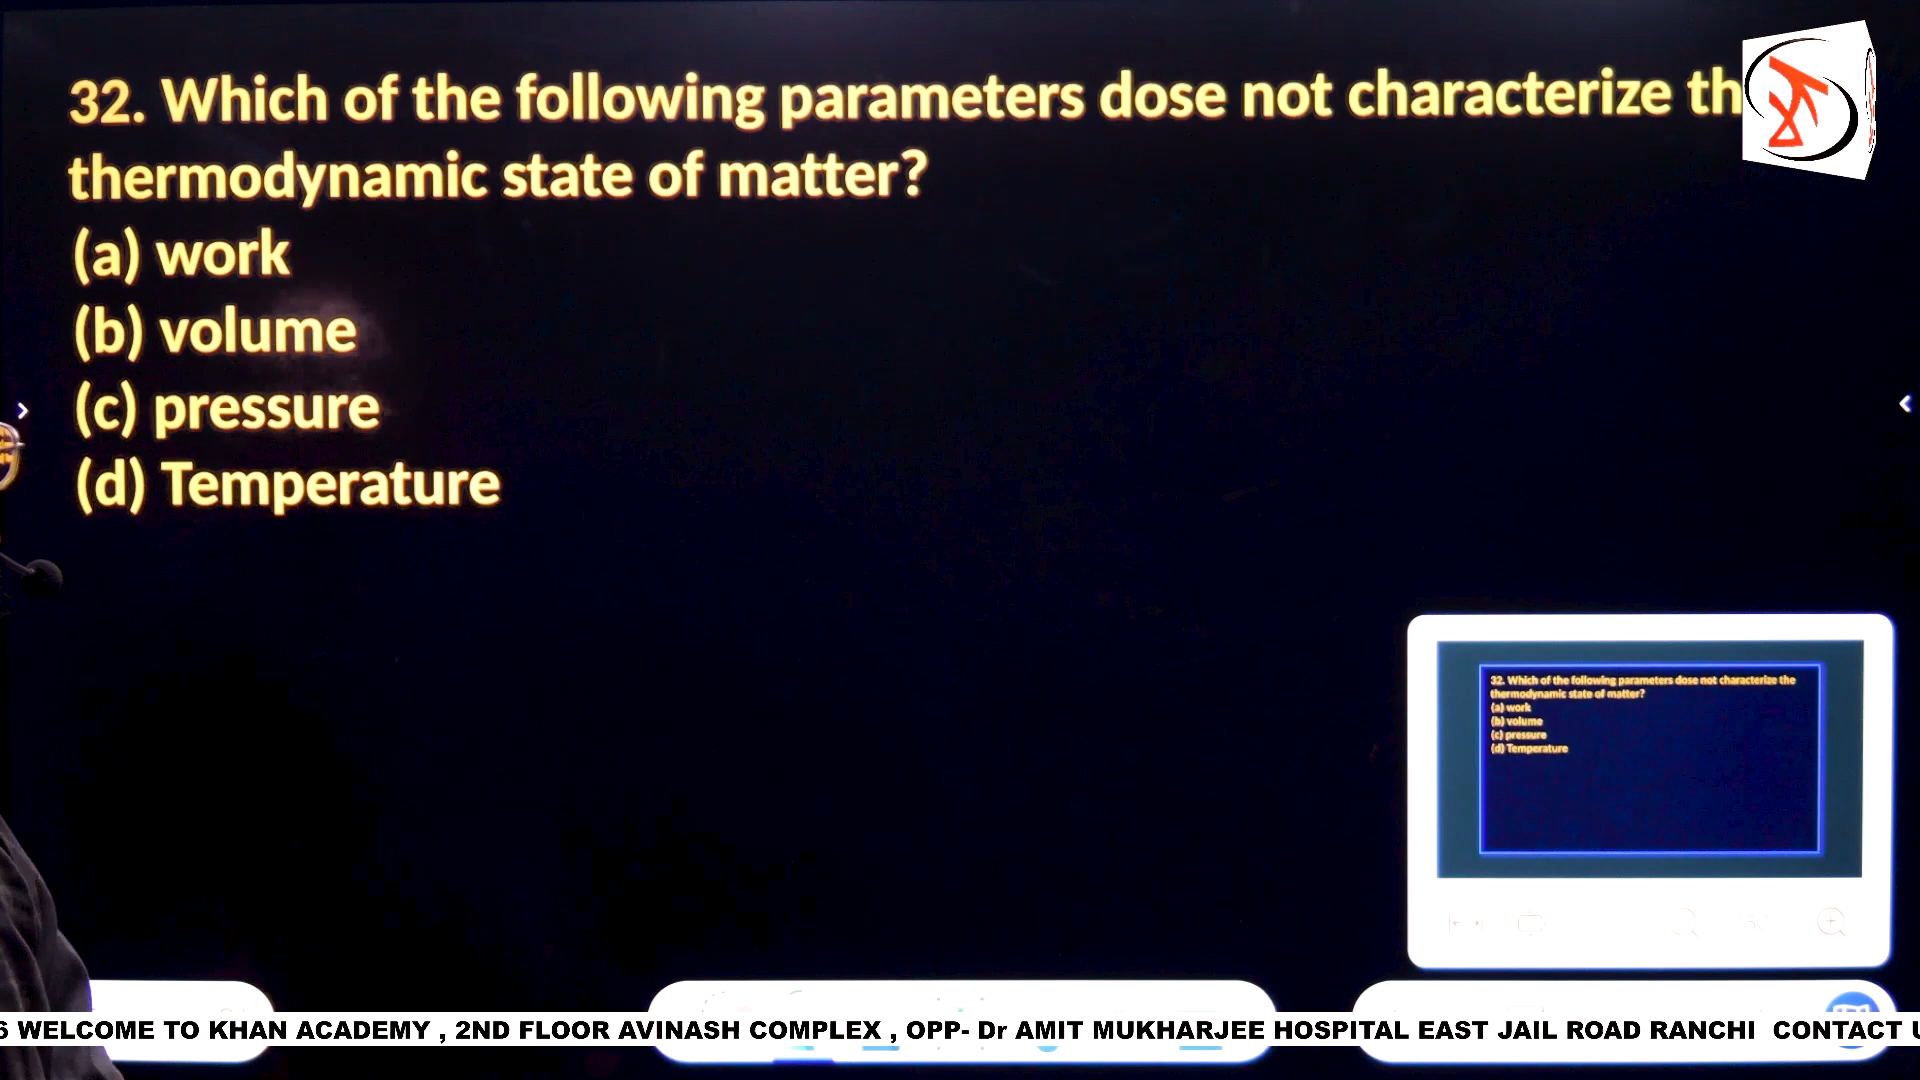 32. Which of the following parameters dose not characterize th
thermodynamic state of matter?
(a) work
(b) volume
(c) pressure
(d) Temperature
32. Which of the following parameters dose not characterize the
thermodynamic state of matter?
(a) work
(b) volume
(c) pressure
(d) Temperature
6 WELCOME TO KHAN ACADEMY , 2ND FLOOR AVINASH COMPLEX , OPP- Dr AMIT MUKHARJEE HOSPITAL EAST JAIL ROAD RANCHI CONTACT U